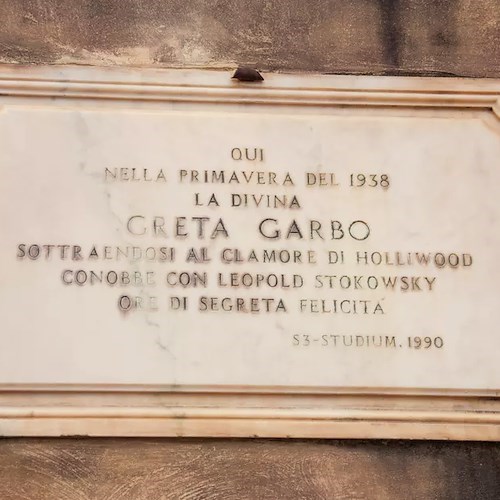 QUI
NELLA PRIMAVERA DEL 1938
LA DIVINA
GRETA GARBO
SOTTRAENDOSI AL CLAMORE DI HOLLIWOOD
CONOBBE CON LEOPOLD STOKOWSKY
ORE DI SEGRETA FELICITÁ
S3-STUDIUM.1990